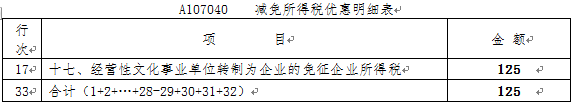 A107040 减免所得税优惠明细表
行次 项 目 金 额
17 十七、经营性文化事业单位转制为企业的免征企业所得税 125
33 合计（1+2+…+28-29+30+31+32） 125